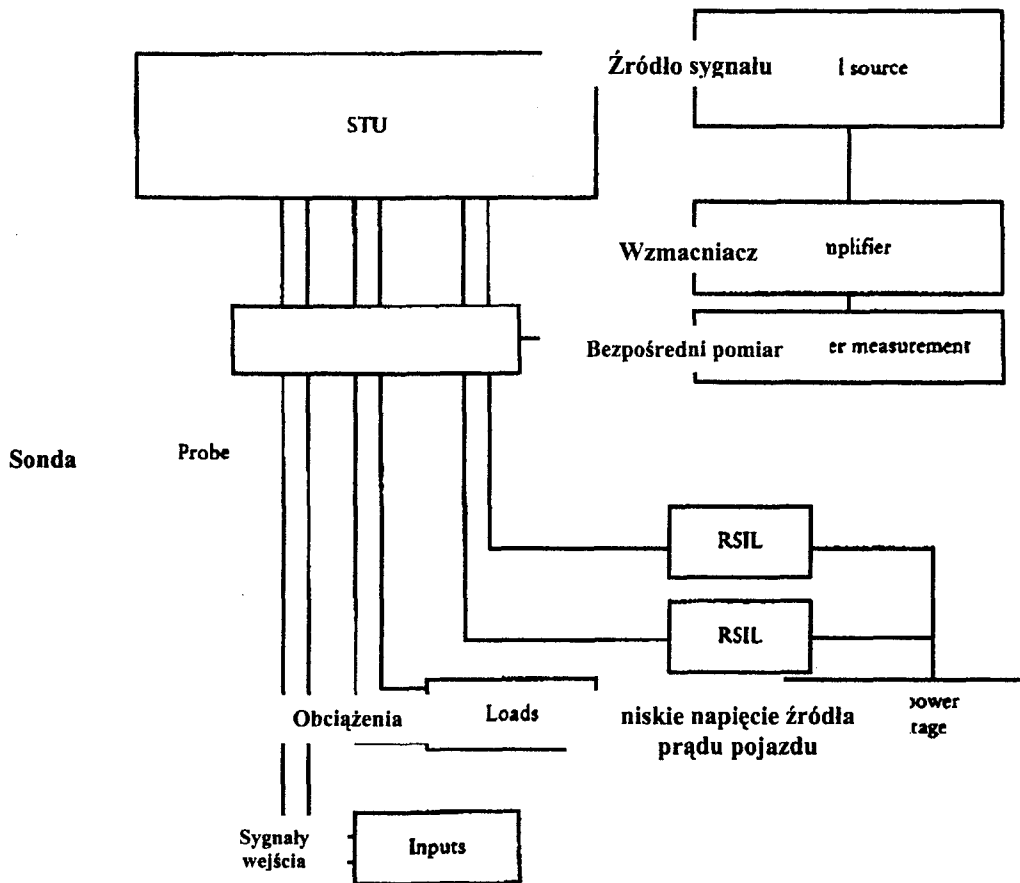 Źródło sygnału
l source
STU
Wzmacniacz
nplifier
Bezpośredni pomiar
er measurement
Sonda
Probe
RSIL
RSIL
Obciążenia
Loads
niskie napięcie źródła
prądu pojazdu
power
tage
Sygnały
wejścia
Inputs